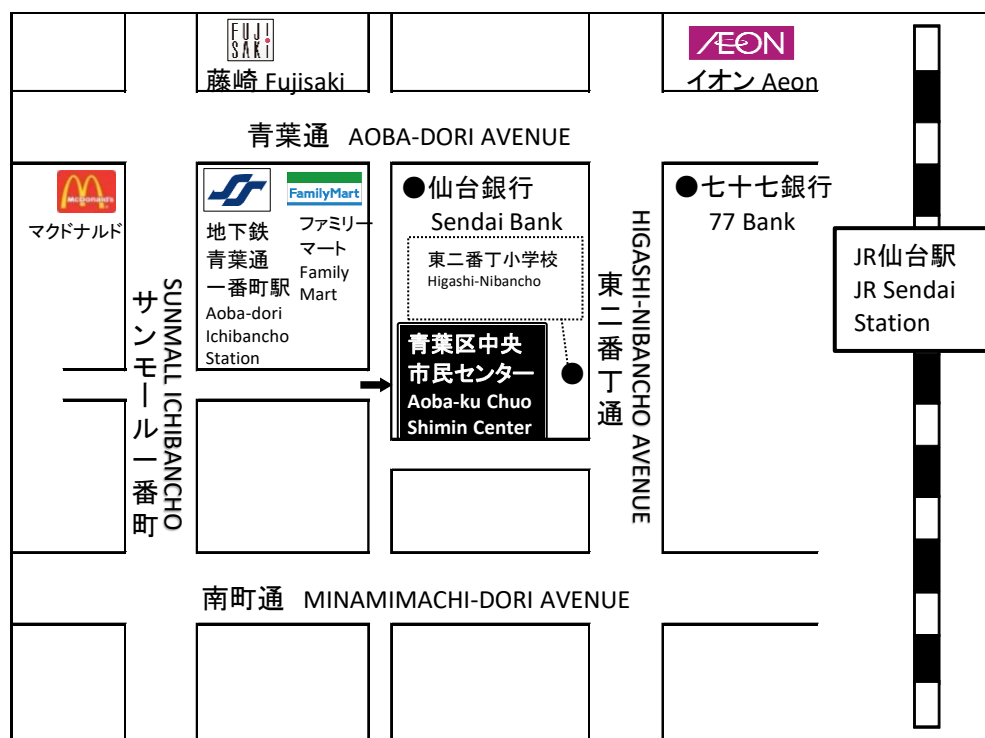 FUJI
SAKi
藤崎 Fujisaki
ÆON
イオン Aeon
青葉通 AOBA-DORI AVENUE
McDonald's
マクドナルド
地下鉄
青葉通
一番町駅
Aoba-dori
Ichibancho
Station
FamilyMart
ファミリー
マート
Family
Mart
●仙台銀行
Sendai Bank
東二番丁小学校
Higashi-Nibancho
青葉区中央
市民センター
Aoba-ku Chuo
Shimin Center
●七十七銀行
77 Bank
JR仙台駅
JR Sendai
Station
サンモール一番町
SUNMALL ICHIBANCHO
東二番丁通
HIGASHI-NIBANCHO AVENUE
南町通 MINAMIMACHI-DORI AVENUE